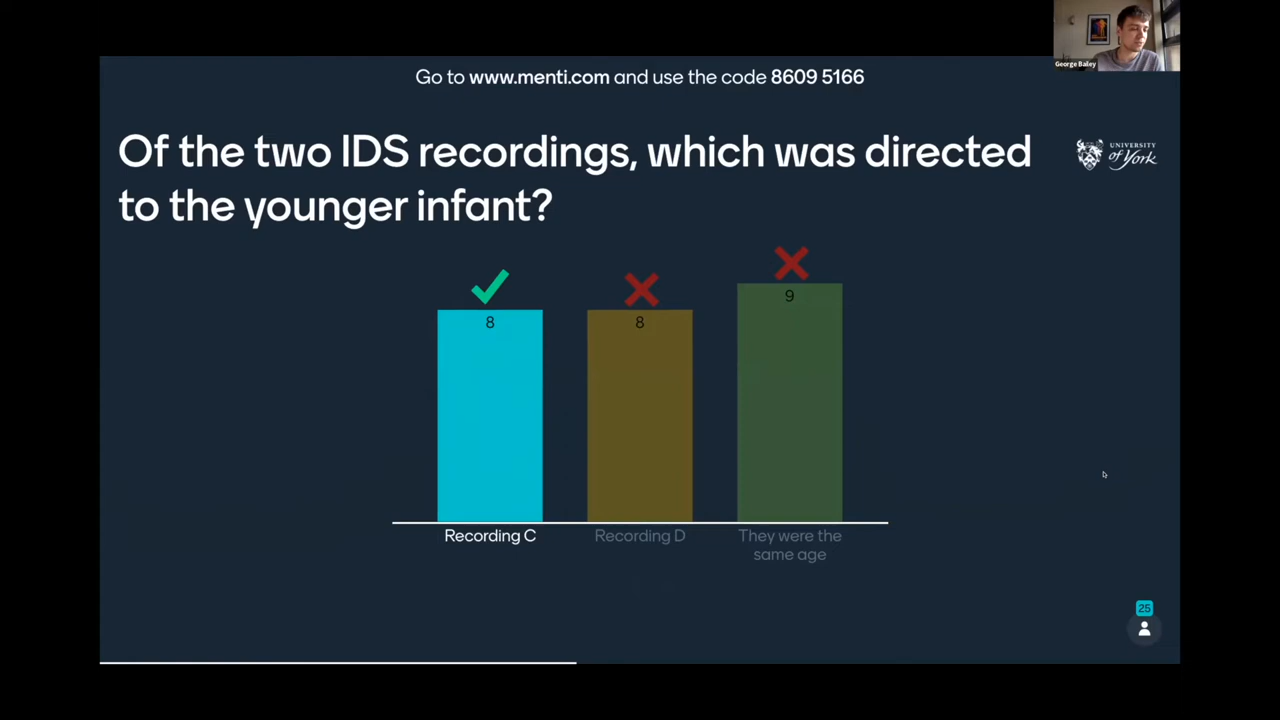 George Bailey
Go to www.menti.com and use the code 8609 5166
Of the two IDS recordings, which was directed
to the younger infant?
UNIVERSITY
of York
8
8
9
Recording C
Recording D
They were the
same age
25